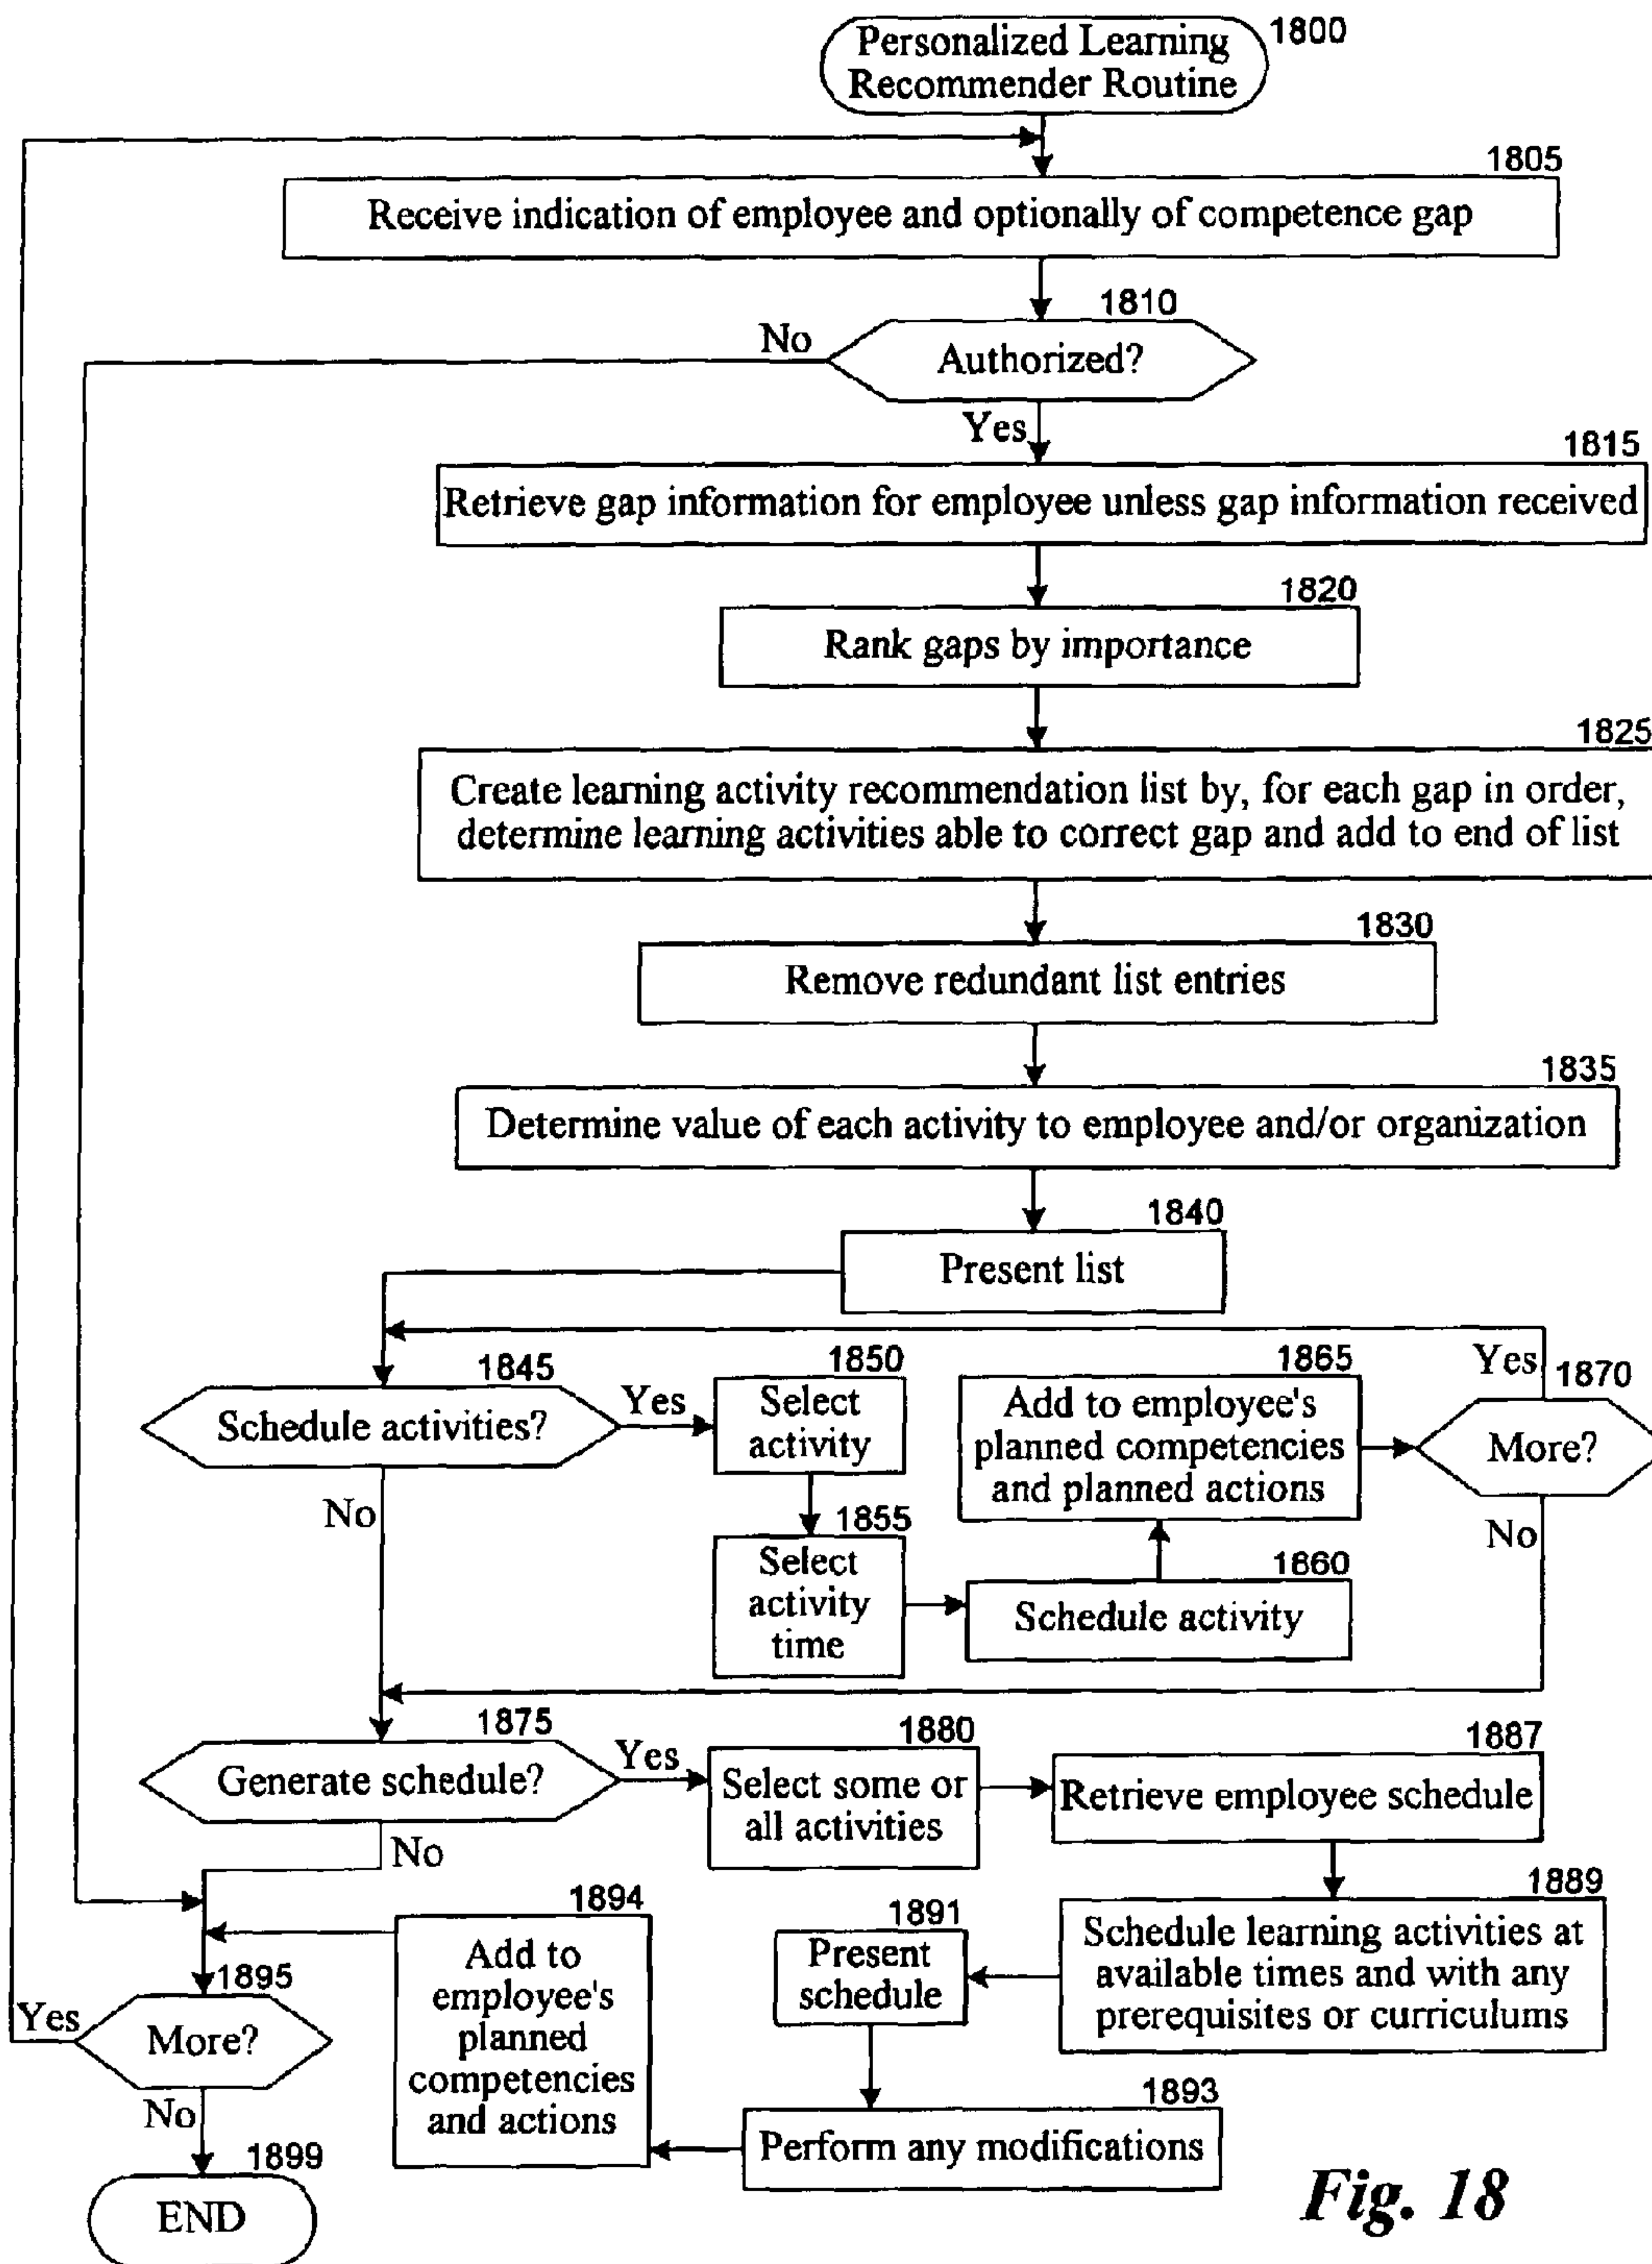 Personalized Learning
Recommender Routine
1800
1805
Receive indication of employee and optionally of competence gap
1810
No
Authorized?
Yes
1815
Retrieve gap information for employee unless gap information received
1820
Rank gaps by importance
1825
Create learning activity recommendation list by, for each gap in order,
determine learning activities able to correct gap and add to end of list
1830
Remove redundant list entries
1835
Determine value of each activity to employee and/or organization
1840
Present list
1845
Schedule activities?
Yes
No
1850
Select
activity
1855
Select
activity
time
1860
Schedule activity
1865
Add to employee's
planned competencies
and planned actions
Yes
1870
More?
No
1875
Generate schedule?
Yes
No
1880
Select some or
all activities
1887
Retrieve employee schedule
1889
Schedule learning activities at
available times and with any
prerequisites or curriculums
1891
Present
schedule
1893
Perform any modifications
1894
Add to
employee's
planned
competencies
and actions
1895
Yes
More?
No
1899
END
Fig. 18